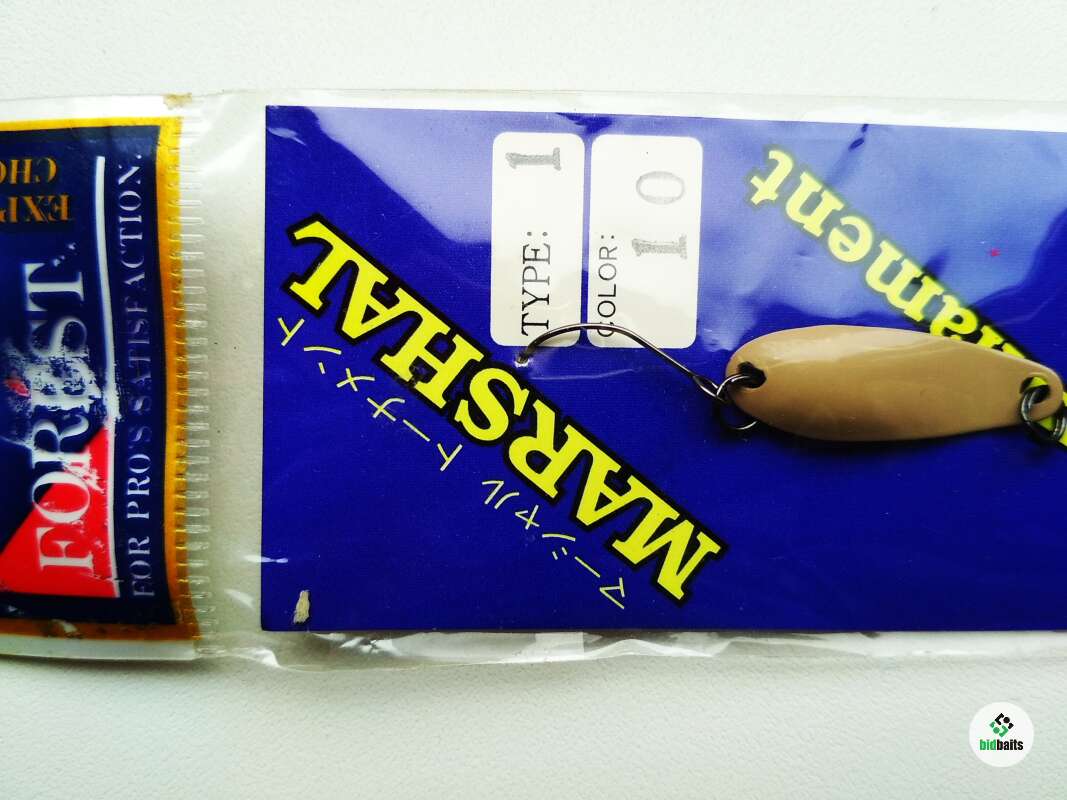 EXP
CHO
FOREST
FOR PRO'S SATISFACTION.
TYPE: 1
COLOR: 10
MARSHAL
マーシャル トーナメント
nament
bidbaits